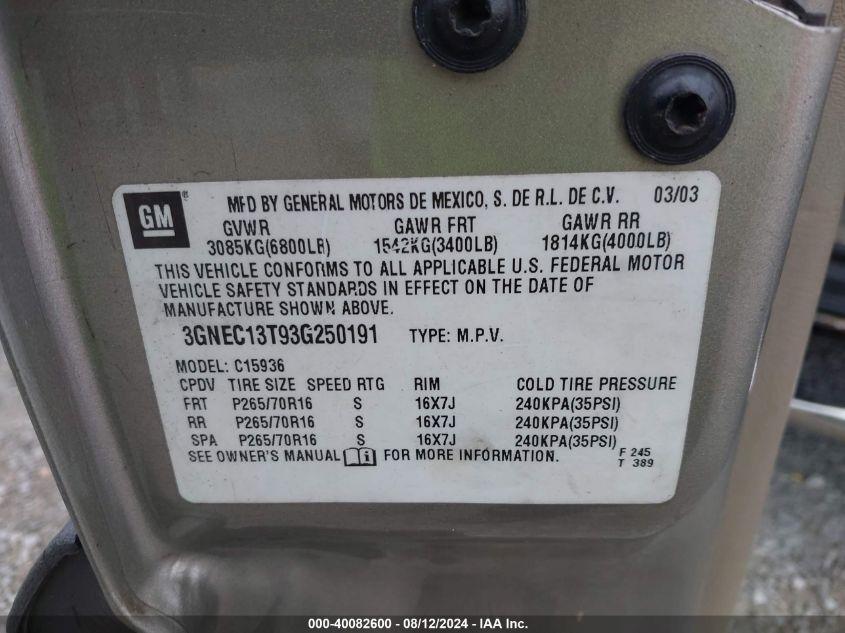 GM
®
MFD BY GENERAL MOTORS DE MEXICO, S. DE R.L. DE C.V. 03/03
GVWR GAWR FRT GAWR RR
3085KG(6800LB) 1542KG(3400LB) 1814KG(4000LB)
THIS VEHICLE CONFORMS TO ALL APPLICABLE U.S. FEDERAL MOTOR
VEHICLE SAFETY STANDARDS IN EFFECT ON THE DATE OF
MANUFACTURE SHOWN ABOVE.
3GNEC13T93G250191 TYPE: M.P.V.
MODEL: C15936
CPDV TIRE SIZE SPEED RTG RIM COLD TIRE PRESSURE
FRT P265/70R16 S 16X7J 240KPA(35PSI)
RR P265/70R16 S 16X7J 240KPA(35PSI)
SPA P265/70R16 S 16X7J 240KPA(35PSI)
SEE OWNER'S MANUAL FOR MORE INFORMATION. F 245
T 389
000-40082600 - 08/12/2024 - IAA Inc.